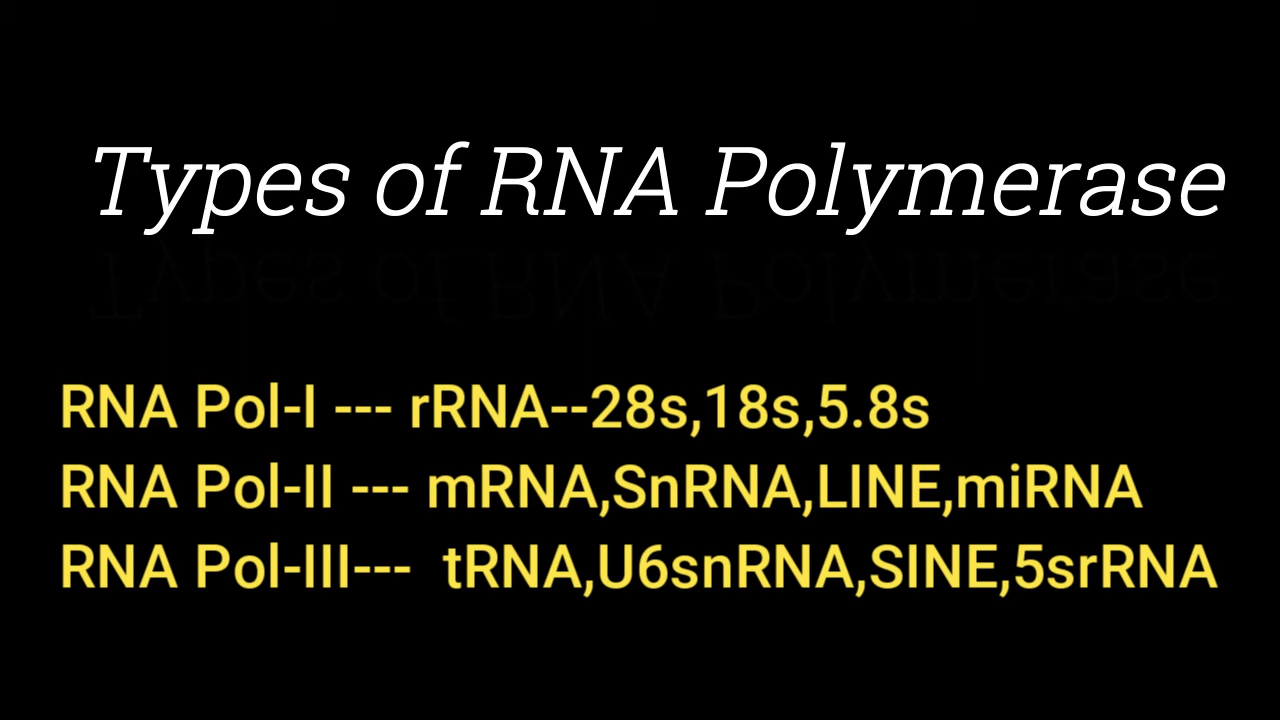 Types of RNA Polymerase
RNA Pol-I --- rRNA--28s,18s,5.8s
RNA Pol-II --- mRNA,SnRNA,LINE,miRNA
RNA Pol-III---  tRNA,U6snRNA,SINE,5srRNA